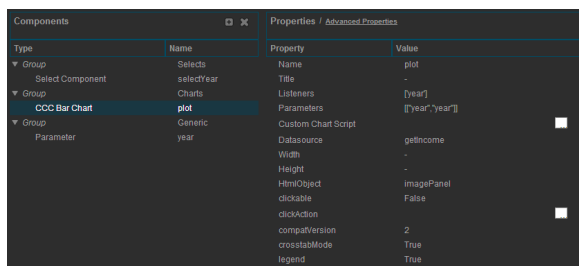 Components
Type Name
Group Selects
Select Component selectYear
Group Charts
CCC Bar Chart plot
Group Generic
Parameter year
Properties / Advanced Properties
Property Value
Name plot
Title -
Listeners ['year']
Parameters [["year","year"]]
Custom Chart Script
Datasource getIncome
Width -
Height -
HtmlObject imagePanel
clickable False
clickAction
compatVersion 2
crosstabMode True
legend True